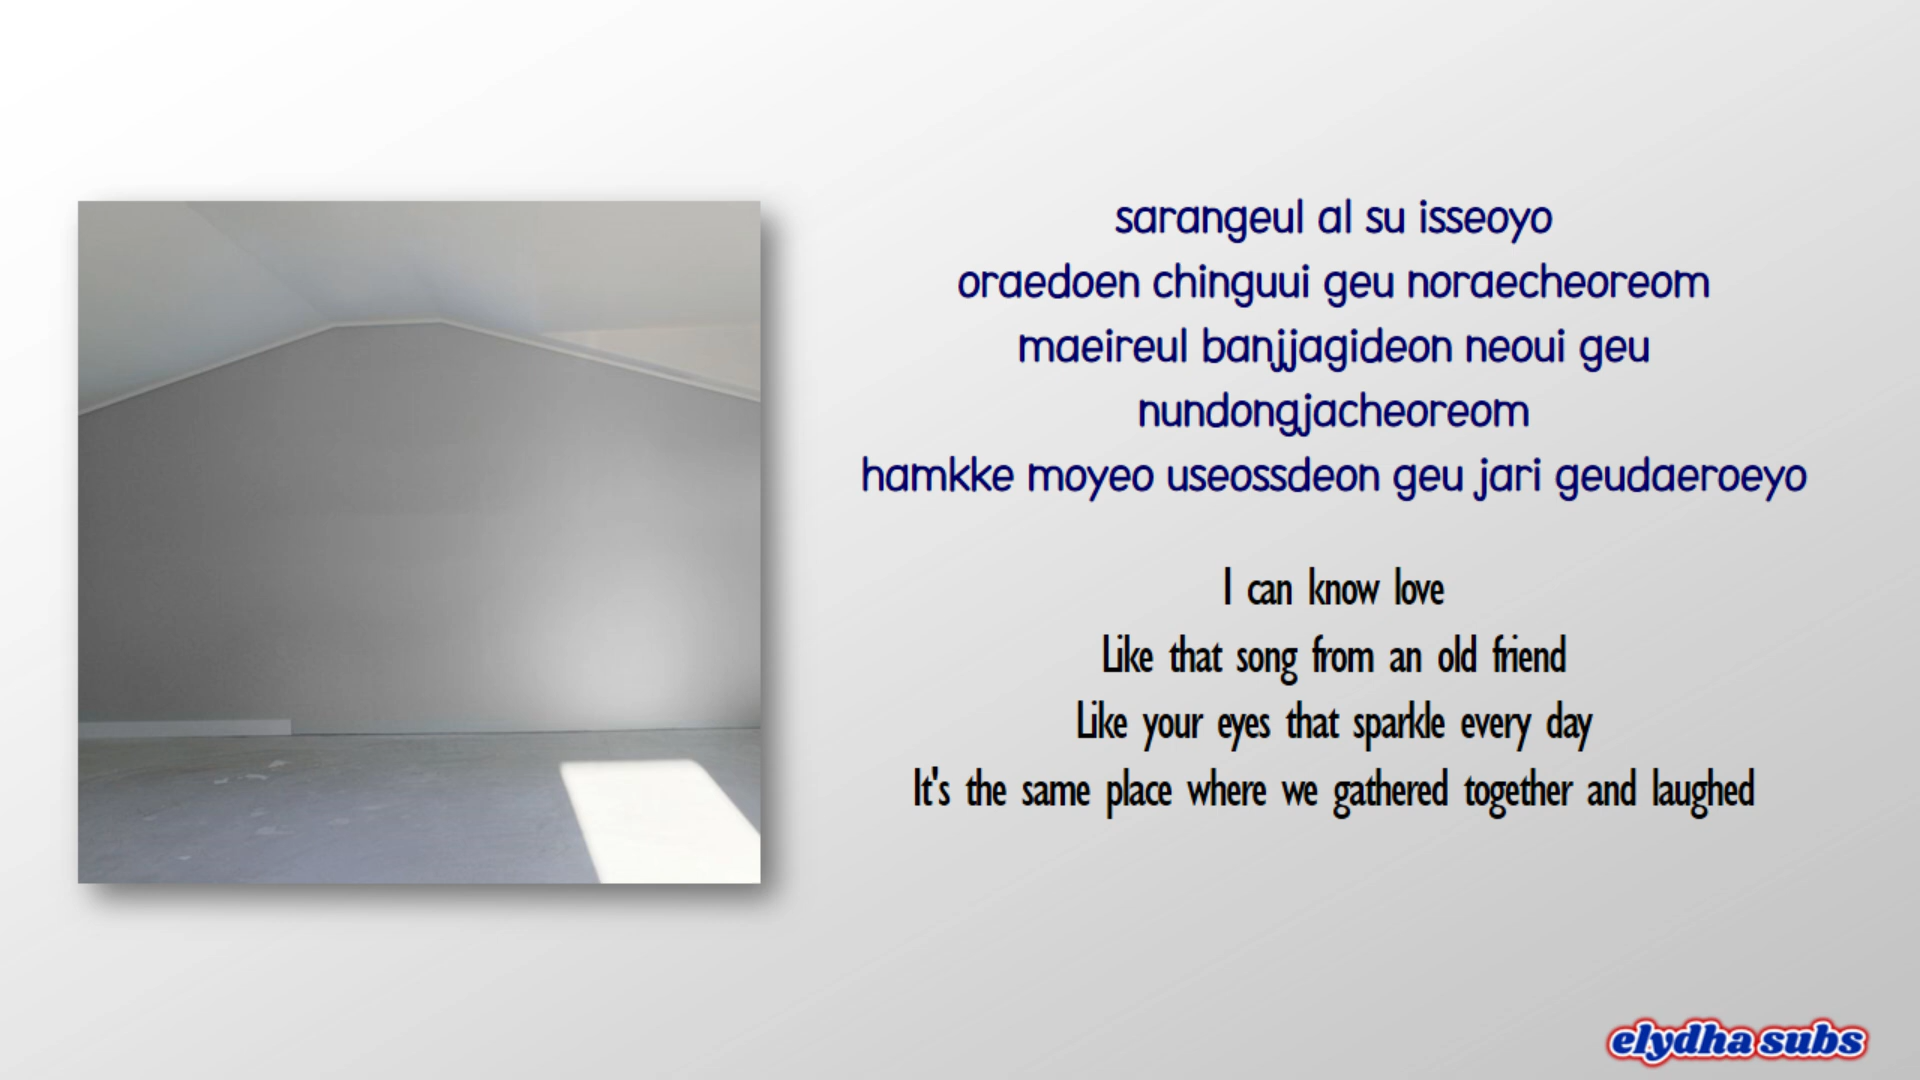 sarangeul al su isseoyo
oraedoen chinguui geu noraecheoreom
maeireul banjjagideon neoui geu
nundongjacheoreom
hamkke moyeo useossdeon geu jari geudaeroeyo
I can know love
Like that song from an old friend
Like your eyes that sparkle every day
It's the same place where we gathered together and laughed
elydha subs